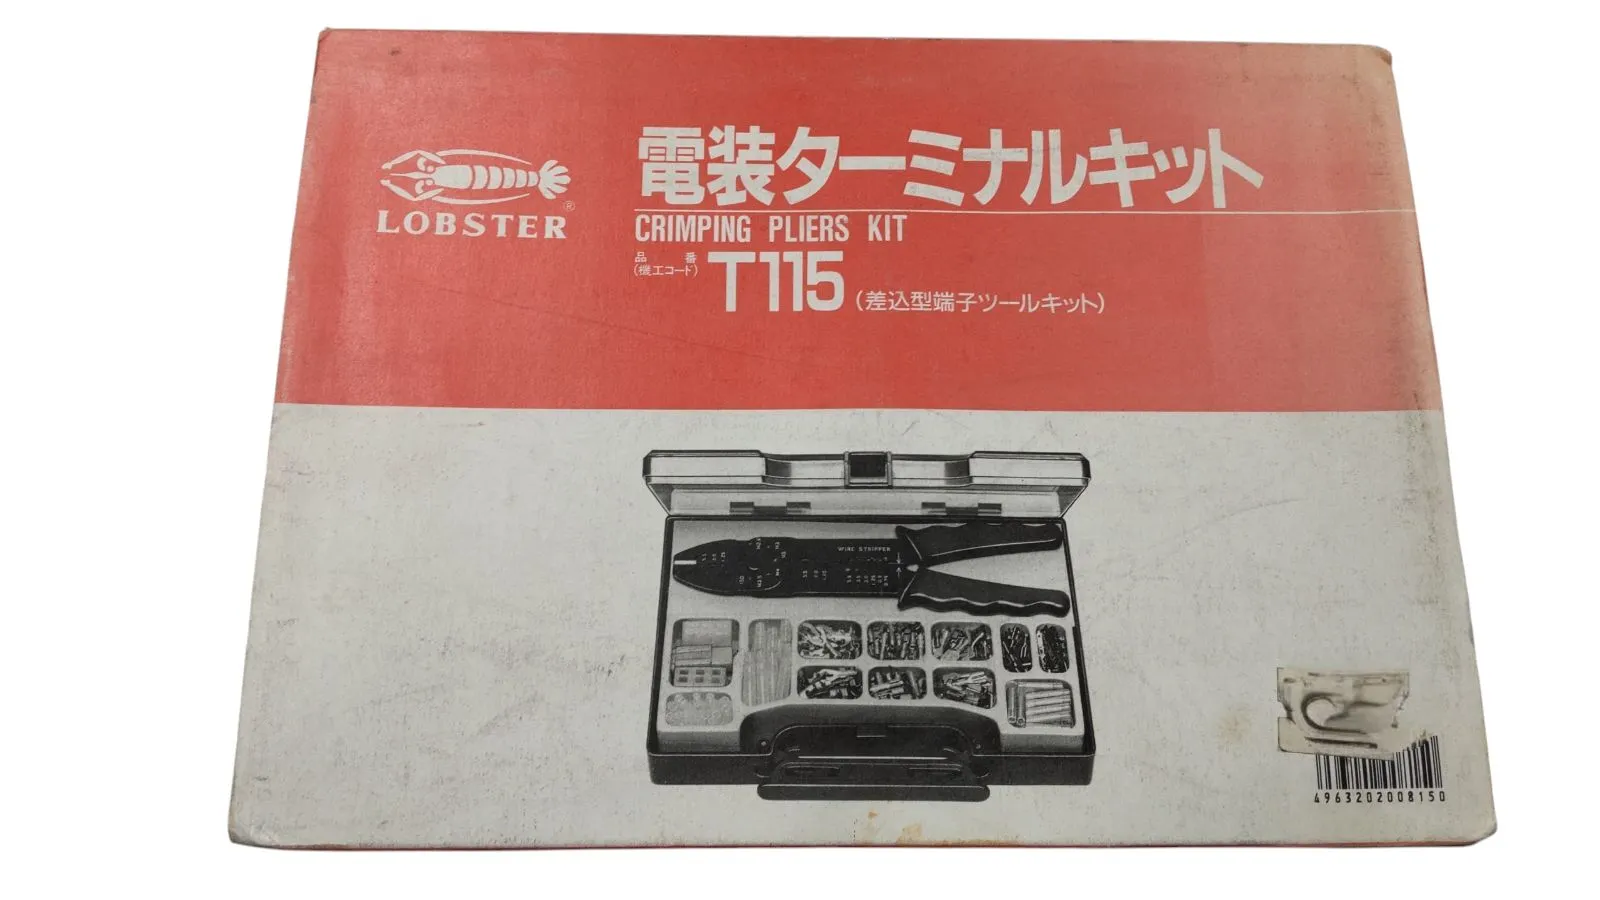 電装ターミナルキット
LOBSTER®
CRIMPING PLIERS KIT
品 番
(機工コード)
T115
(差込型端子ツールキット)
WIRE STRIPPER
4963202008150